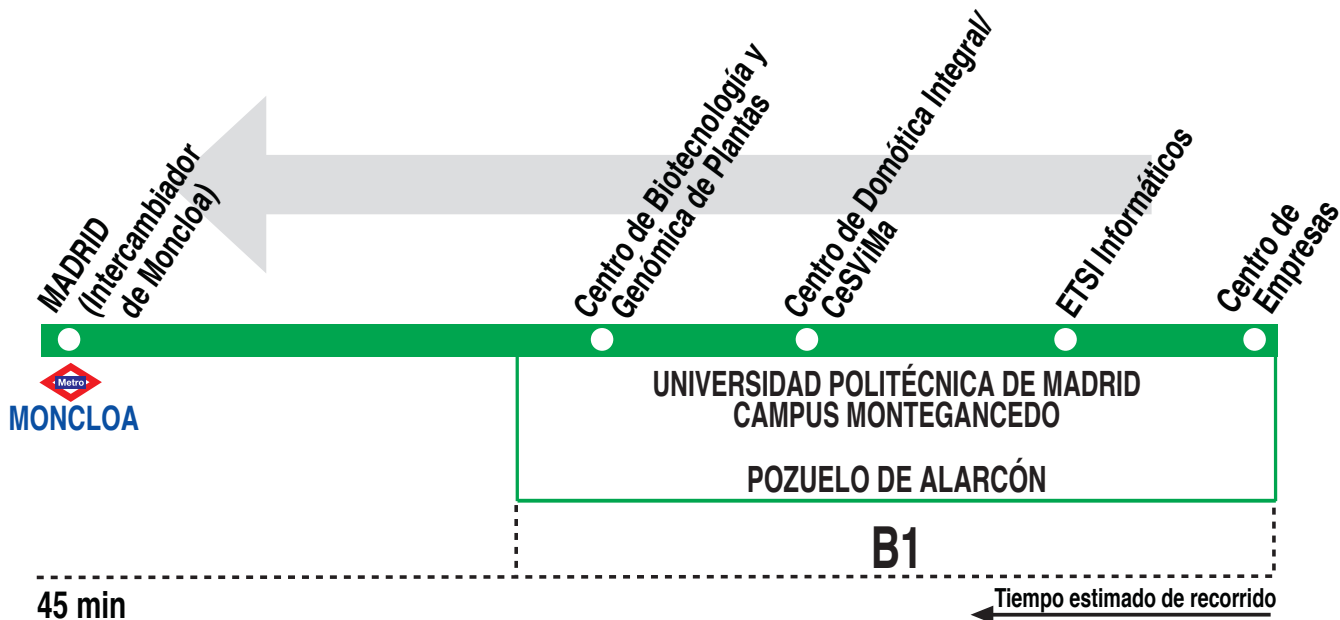 MADRID
(Intercambiador
de Moncloa)
Centro de Biotecnología y
Genómica de Plantas
Centro de Domótica Integral/
CeSViMa
ETSI Informáticos
Centro de
Empresas
Metro
MONCLOA
UNIVERSIDAD POLITÉCNICA DE MADRID
CAMPUS MONTEGANCEDO
POZUELO DE ALARCÓN
B1
45 min
Tiempo estimado de recorrido